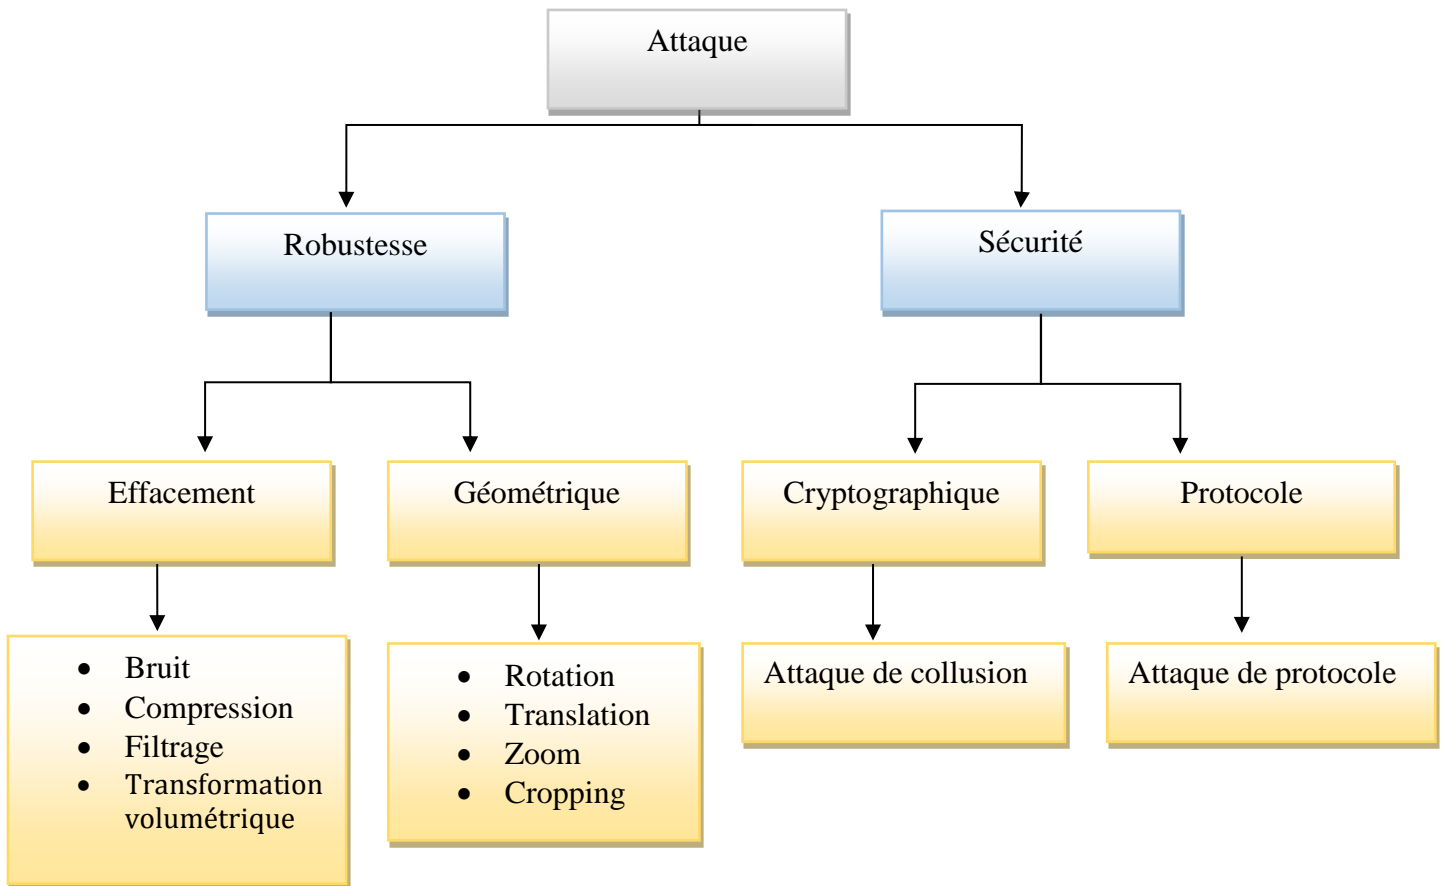 Attaque
Robustesse
Sécurité
Effacement
Géométrique
Cryptographique
Protocole
• Bruit
• Compression
• Filtrage
• Transformation
volumétrique
• Rotation
• Translation
• Zoom
• Cropping
Attaque de collusion
Attaque de protocole